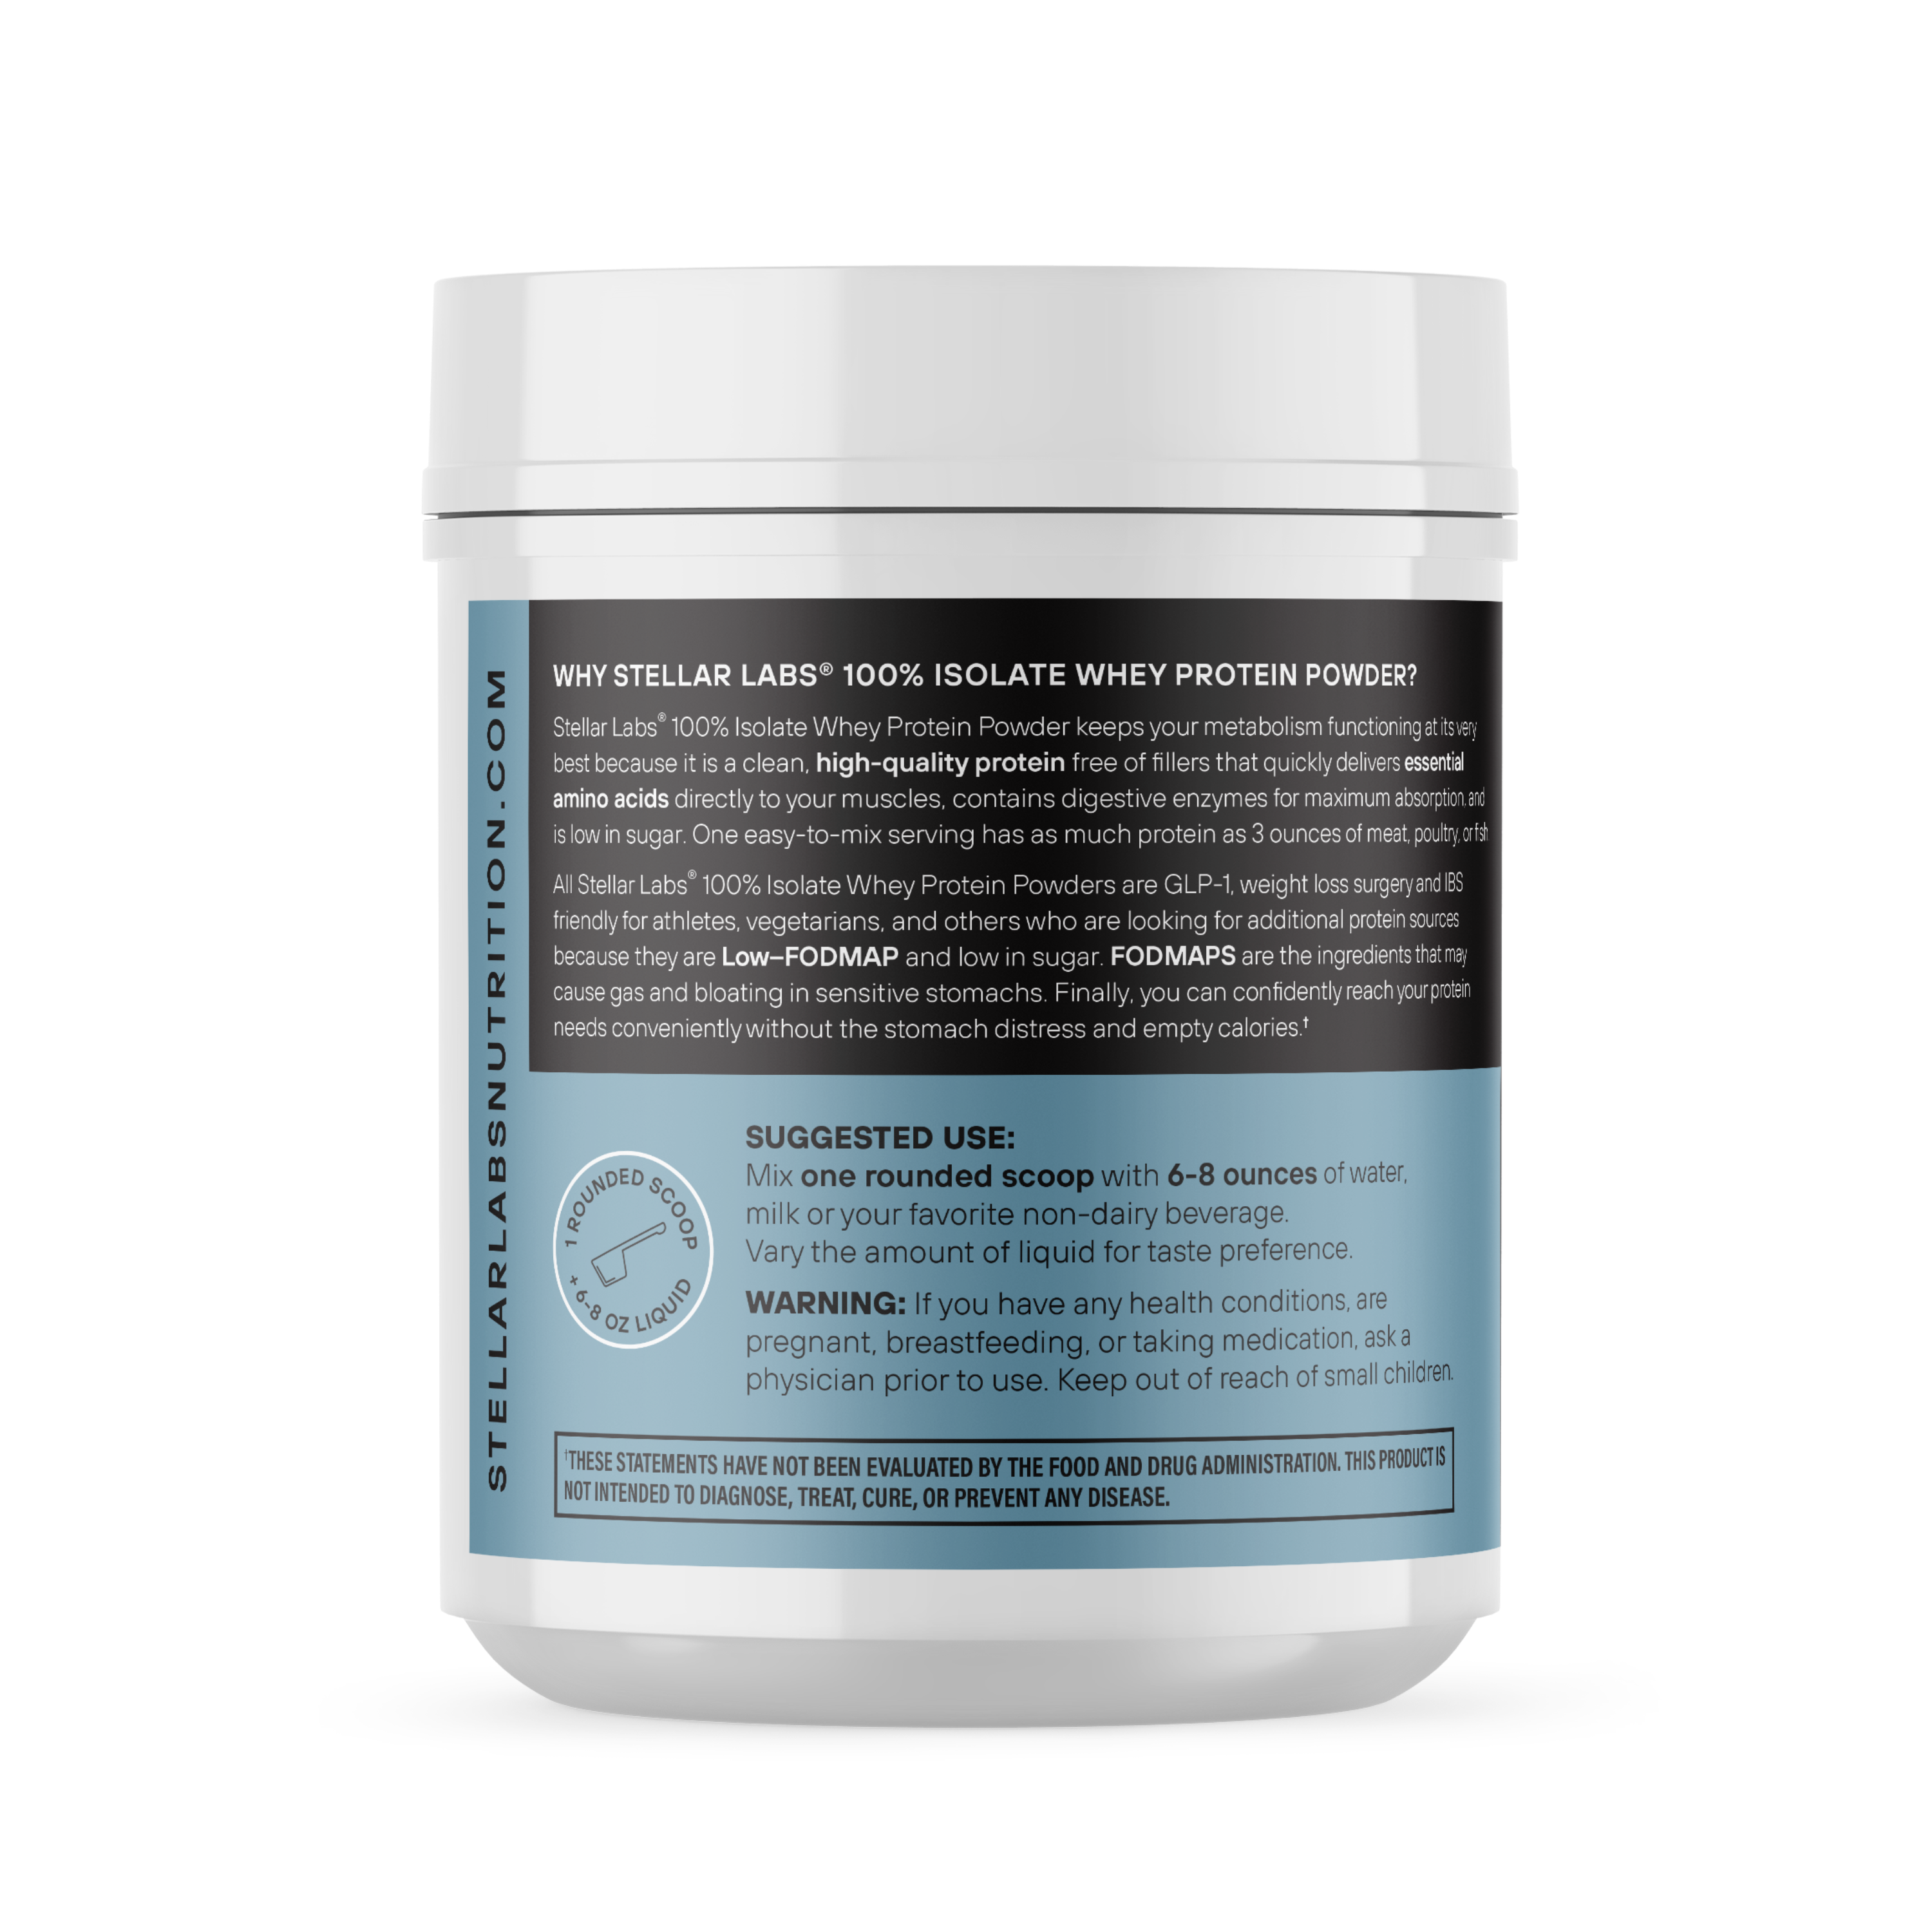 STELLARLABSNUTRITION.COM
WHY STELLAR LABS® 100% ISOLATE WHEY PROTEIN POWDER?
Stellar Labs® 100% Isolate Whey Protein Powder keeps your metabolism functioning at its very
best because it is a clean, high-quality protein free of fillers that quickly delivers essential
amino acids directly to your muscles, contains digestive enzymes for maximum absorption, and
is low in sugar. One easy-to-mix serving has as much protein as 3 ounces of meat, poultry, or fish
All Stellar Labs® 100% Isolate Whey Protein Powders are GLP-1, weight loss surgery and IBS
friendly for athletes, vegetarians, and others who are looking for additional protein sources
because they are Low–FODMAP and low in sugar. FODMAPS are the ingredients that may
cause gas and bloating in sensitive stomachs. Finally, you can confidently reach your protein
needs conveniently without the stomach distress and empty calories.†
1 ROUNDED SCOOP
+ 6-8 OZ LIQUID
SUGGESTED USE:
Mix one rounded scoop with 6-8 ounces of water,
milk or your favorite non-dairy beverage.
Vary the amount of liquid for taste preference.
WARNING: If you have any health conditions, are
pregnant, breastfeeding, or taking medication, ask a
physician prior to use. Keep out of reach of small children.
†THESE STATEMENTS HAVE NOT BEEN EVALUATED BY THE FOOD AND DRUG ADMINISTRATION. THIS PRODUCT IS
NOT INTENDED TO DIAGNOSE, TREAT, CURE, OR PREVENT ANY DISEASE.